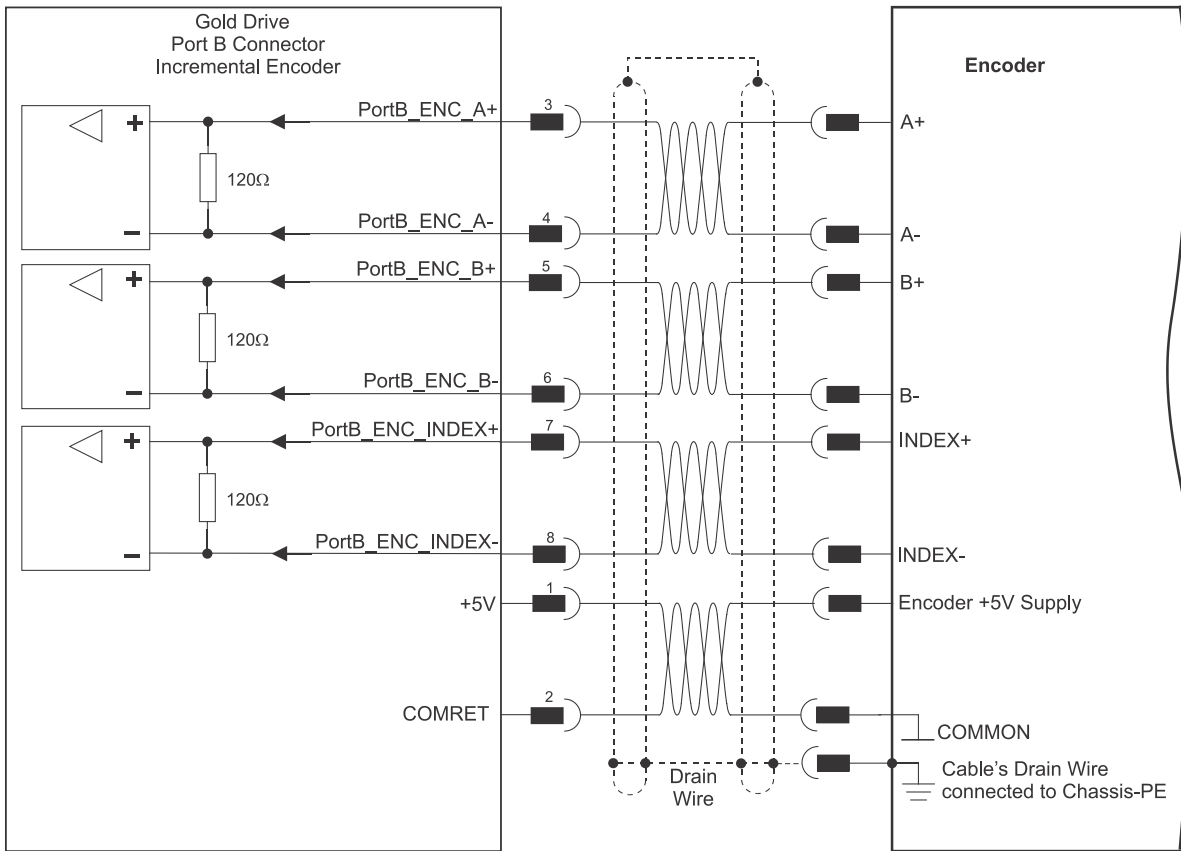 Gold Drive
Port B Connector
Incremental Encoder
Encoder
+
PortB_ENC_A+
3
A+
120Ω
–
PortB_ENC_A-
4
A-
+
PortB_ENC_B+
5
B+
120Ω
–
PortB_ENC_B-
6
B-
+
PortB_ENC_INDEX+
7
INDEX+
120Ω
–
PortB_ENC_INDEX-
8
INDEX-
+5V
1
Encoder +5V Supply
COMRET
2
COMMON
Drain
Wire
Cable's Drain Wire
connected to Chassis-PE